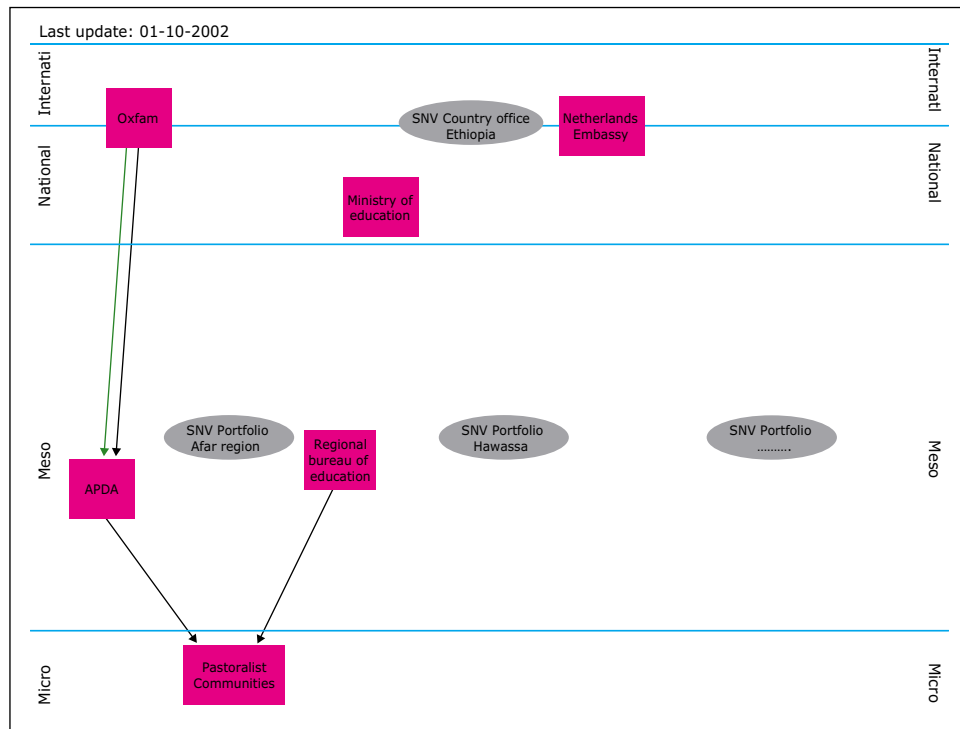 Last update: 01-10-2002
Internati
Internatl
Oxfam
SNV Country office
Ethiopia
Netherlands
Embassy
National
National
Ministry of
education
Meso
Meso
SNV Portfolio
Afar region
Regional
bureau of
education
SNV Portfolio
Hawassa
SNV Portfolio
..........
APDA
Micro
Micro
Pastoralist
Communities